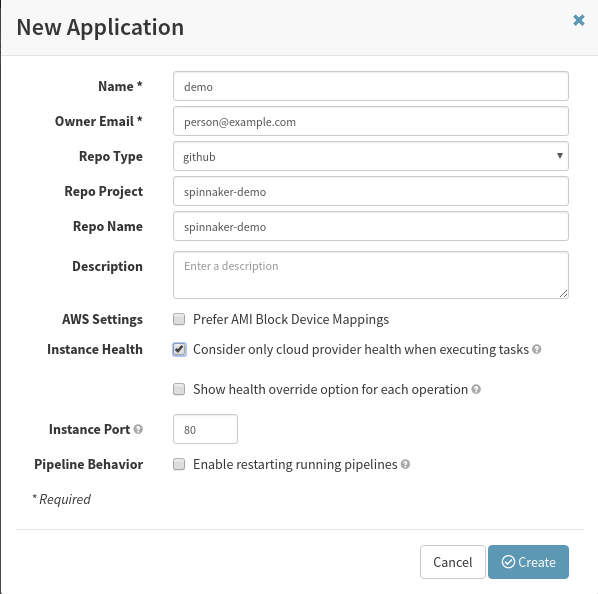 New Application
Name * demo
Owner Email * person@example.com
Repo Type github
Repo Project spinnaker-demo
Repo Name spinnaker-demo
Description Enter a description
AWS Settings Prefer AMI Block Device Mappings
Instance Health Consider only cloud provider health when executing tasks
Show health override option for each operation
Instance Port 80
Pipeline Behavior Enable restarting running pipelines
* Required
Cancel Create